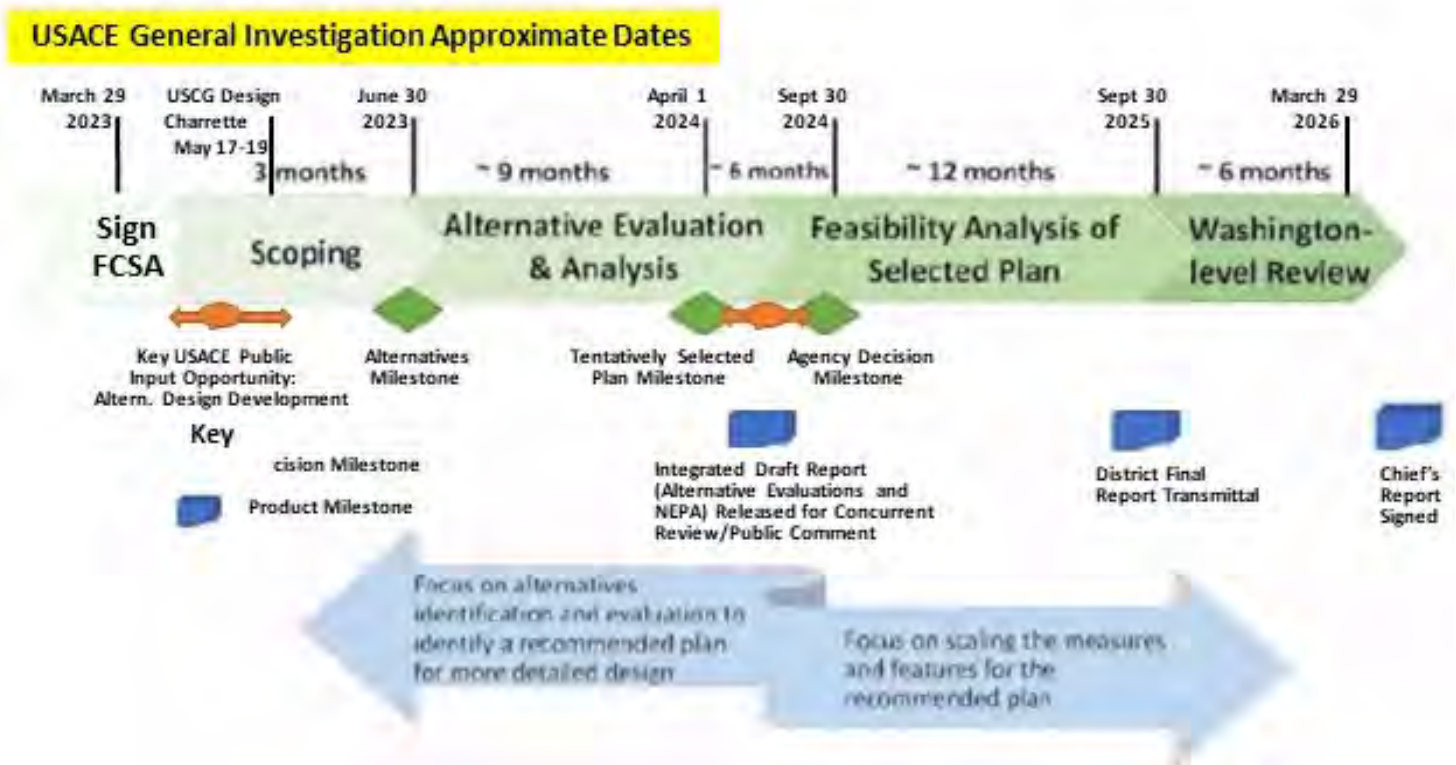 USACE General Investigation Approximate Dates
March 29
2023
USCG Design
Charrette
May 17-19
June 30
2023
April 1
2024
Sept 30
2024
Sept 30
2025
March 29
2026
3 months
~ 9 months
~ 6 months
~ 12 months
~ 6 months
Sign
FCSA
Scoping
Alternative Evaluation
& Analysis
Feasibility Analysis of
Selected Plan
Washington-
level Review
Key USACE Public
Input Opportunity:
Altern. Design Development
Alternatives
Milestone
Tentatively Selected
Plan Milestone
Agency Decision
Milestone
Key
cision Milestone
Product Milestone
Integrated Draft Report
(Alternative Evaluations and
NEPA) Released for Concurrent
Review/Public Comment
District Final
Report Transmittal
Chief's
Report
Signed
Focus on alternatives
identification and evaluation to
identify a recommended plan
for more detailed design
Focus on scaling the measures
and features for the
recommended plan